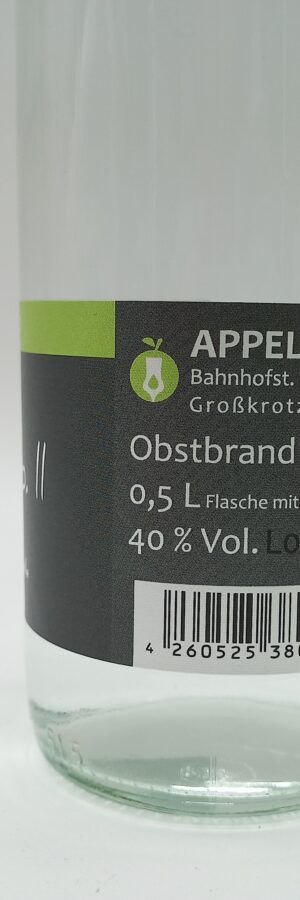 APPEL
Bahnhofst.
Großkrotz
Obstbrand
0,5 L Flasche mit
40 % Vol. Lo
4 260525 380